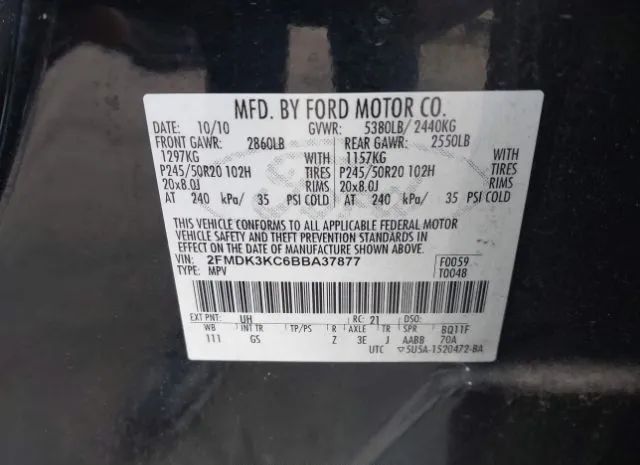 MFD. BY FORD MOTOR CO.
DATE: 10/10 GVWR: 5380LB/ 2440KG
FRONT GAWR: 2860LB REAR GAWR: 2550LB
1297KG WITH 1157KG WITH
P245/50R20 102H TIRES P245/50R20 102H TIRES
20x8.0J RIMS 20x8.0J RIMS
AT 240 kPa/ 35 PSI COLD AT 240 kPa/ 35 PSI COLD
THIS VEHICLE CONFORMS TO ALL APPLICABLE FEDERAL MOTOR
VEHICLE SAFETY AND THEFT PREVENTION STANDARDS IN
EFFECT ON THE DATE OF MANUFACTURE SHOWN ABOVE.
VIN: 2FMDK3KC6BBA37877 F0059
TYPE: MPV T0048
EXT PNT: UH RC: 21 DSO:
WB INT TR TP/PS R AXLE TR SPR BQ11F
111 GS Z 3E J AABB 70A
UTC ▽5U5A-1520472-BA